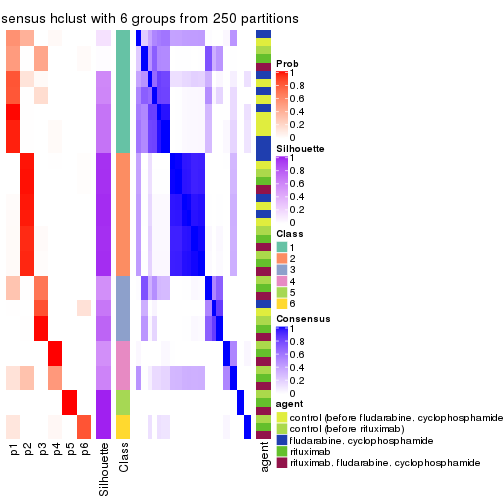 sensus hclust with 6 groups from 250 partitions
Prob
1
0.8
0.6
0.4
0.2
0
Silhouette
1
0.8
0.6
0.4
0.2
0
Class
1
2
3
4
5
6
Consensus
1
0.8
0.6
0.4
0.2
0
agent
control (before fludarabine. cyclophosphamide
control (before riluximab)
fludarabine. cyclophosphamide
riluximab
riluximab. fludarabine. cyclophosphamide
p1
p2
p3
p4
p5
p6
Silhouette
Class
agent